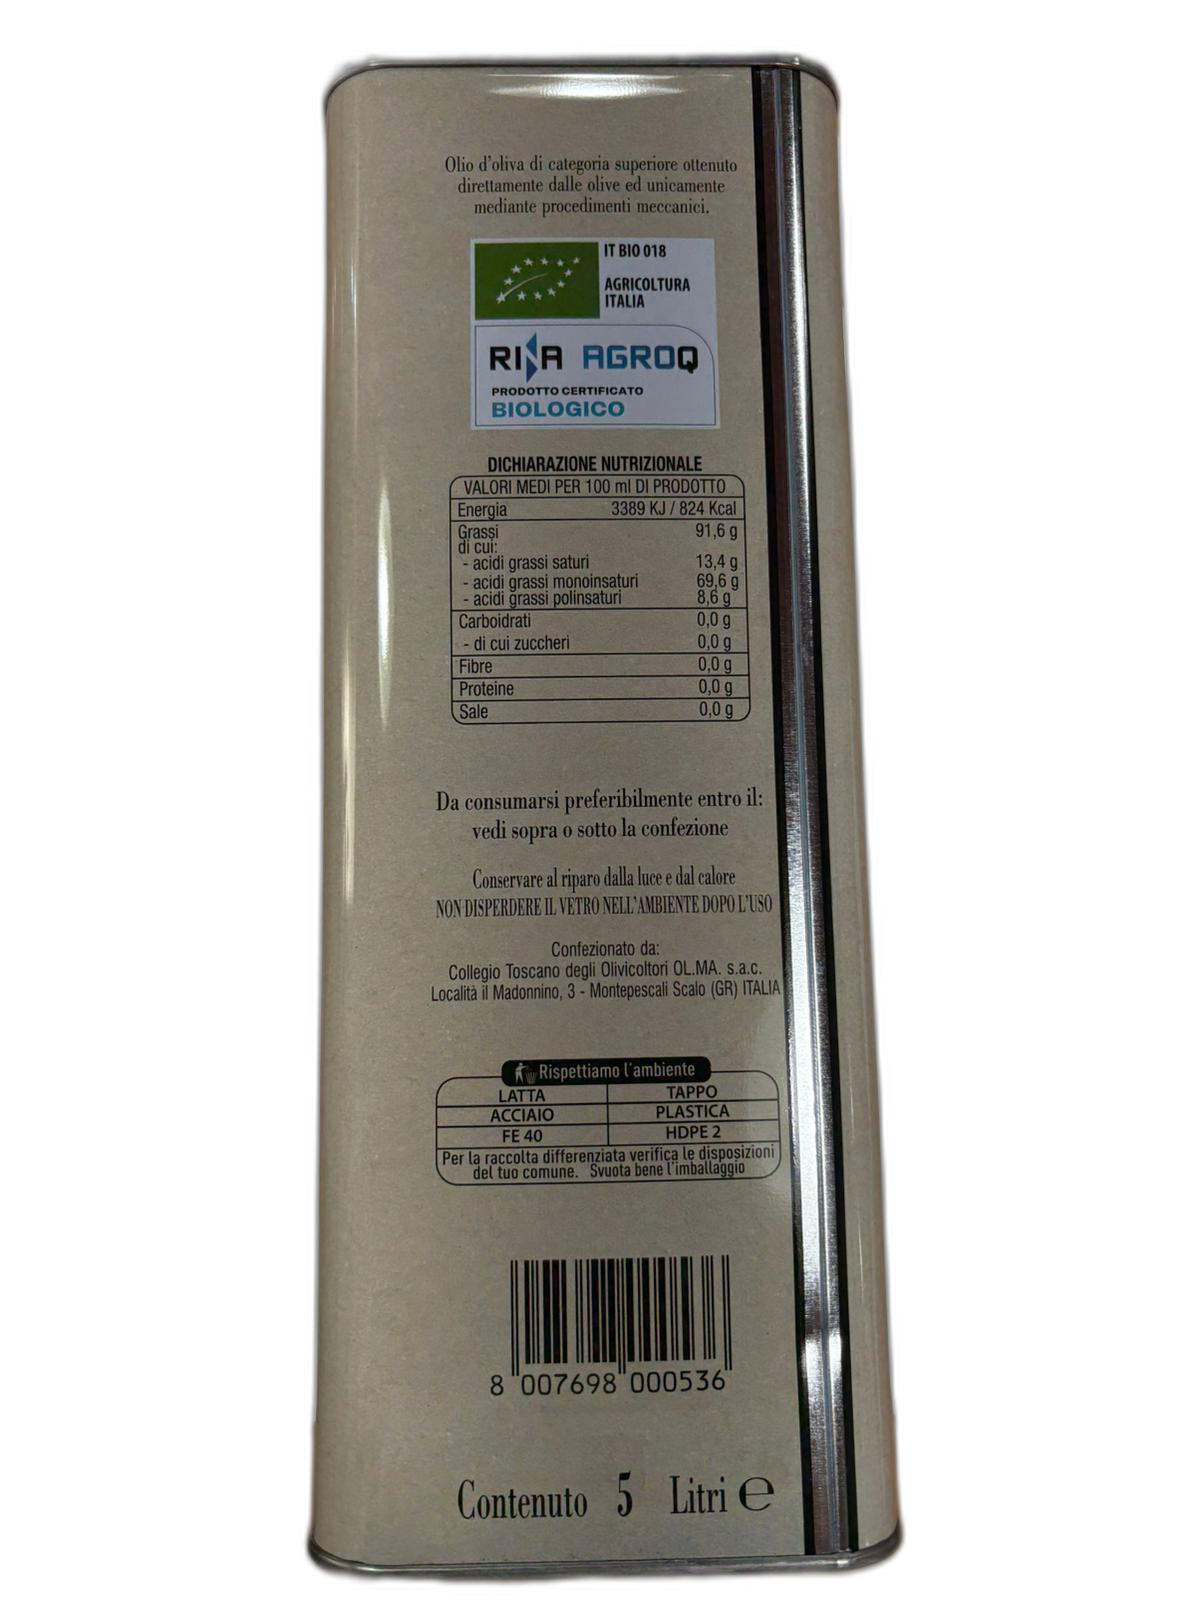 Olio d'oliva di categoria superiore ottenuto
direttamente dalle olive ed unicamente
mediante procedimenti meccanici.
IT BIO 018
AGRICOLTURA
ITALIA
RINA AGROQ
PRODOTTO CERTIFICATO
BIOLOGICO
DICHIARAZIONE NUTRIZIONALE
VALORI MEDI PER 100 ml DI PRODOTTO
Energia 3389 KJ / 824 Kcal
Grassi 91,6 g
di cui:
- acidi grassi saturi 13,4 g
- acidi grassi monoinsaturi 69,6 g
- acidi grassi polinsaturi 8,6 g
Carboidrati 0,0 g
- di cui zuccheri 0,0 g
Fibre 0,0 g
Proteine 0,0 g
Sale 0,0 g
Da consumarsi preferibilmente entro il:
vedi sopra o sotto la confezione
Conservare al riparo dalla luce e dal calore
NON DISPERDERE IL VETRO NELL'AMBIENTE DOPO L'USO
Confezionato da:
Collegio Toscano degli Olivicoltori OL.MA. s.a.c.
Località il Madonnino, 3 - Montepescali Scalo (GR) ITALIA
Rispettiamo l'ambiente
LATTA TAPPO
ACCIAIO PLASTICA
FE 40 HDPE 2
Per la raccolta differenziata verifica le disposizioni
del tuo comune. Svuota bene l'imballaggio
8 007698 000536
Contenuto 5 Litri ℮